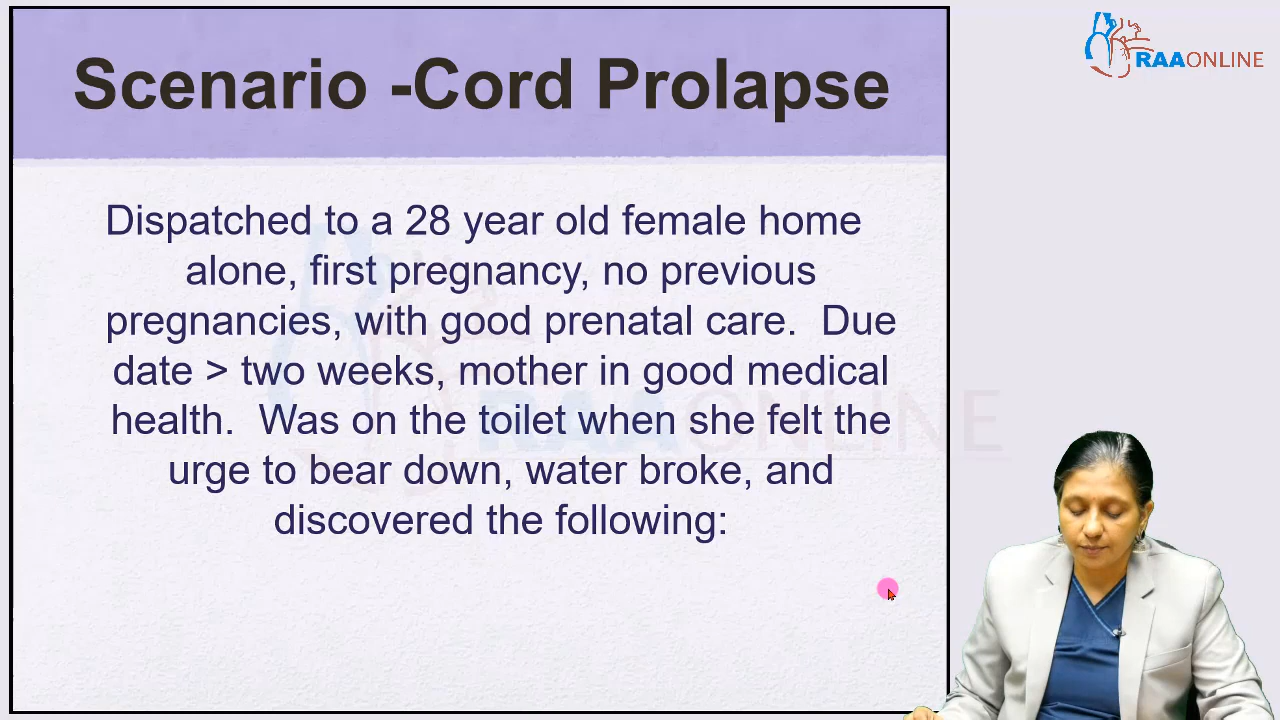 Scenario -Cord Prolapse
RAAONLINE
Dispatched to a 28 year old female home
alone, first pregnancy, no previous
pregnancies, with good prenatal care.  Due
date > two weeks, mother in good medical
health.  Was on the toilet when she felt the
urge to bear down, water broke, and
discovered the following:
RAAONLINE